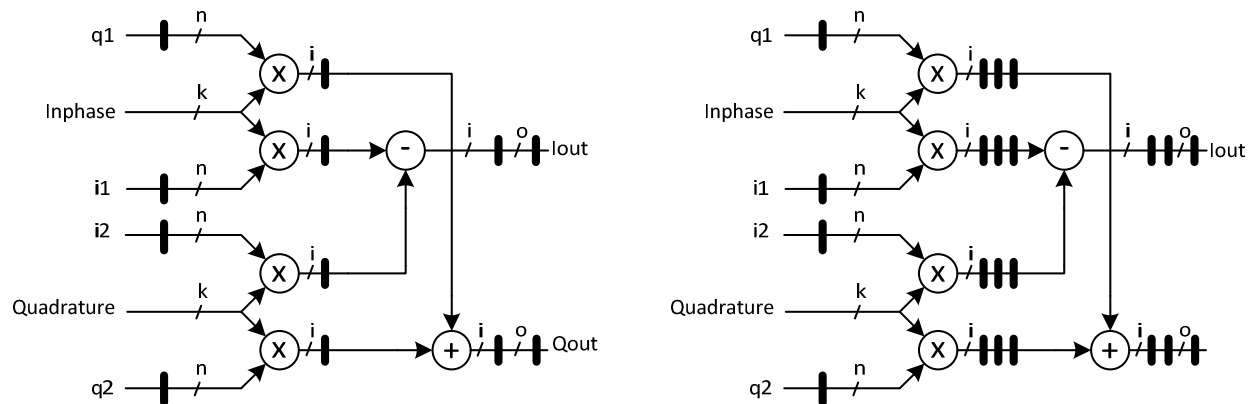 q1
n
X
i
Inphase
k
X
i
-
i
o
Iout
i1
n
i2
n
X
i
Quadrature
k
X
i
+
i
o
Qout
q2
n
q1
n
X
i
Inphase
k
X
i
-
i
o
Iout
i1
n
i2
n
X
i
Quadrature
k
X
i
+
i
o
q2
n